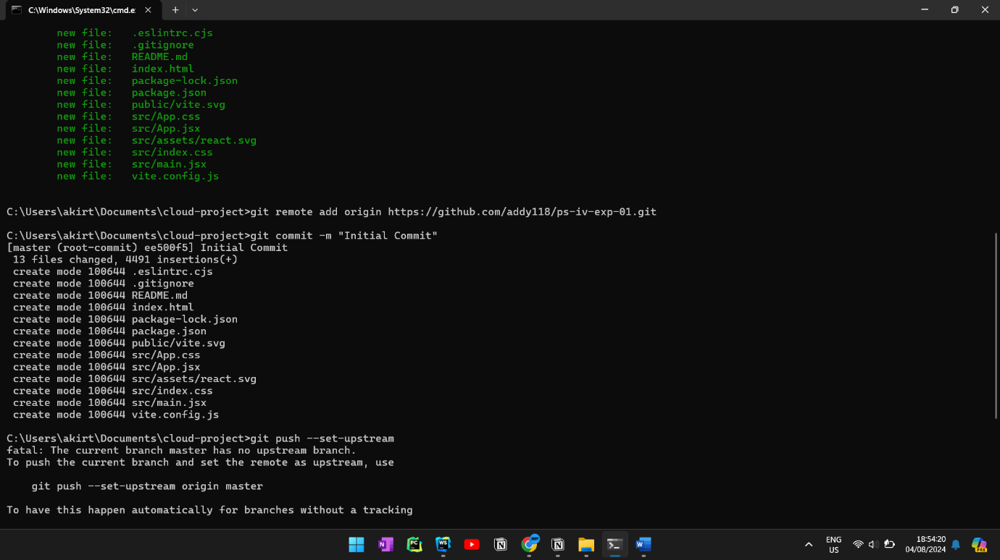 C:\Windows\System32\cmd.e
new file: .eslintrc.cjs
new file: .gitignore
new file: README.md
new file: index.html
new file: package-lock.json
new file: package.json
new file: public/vite.svg
new file: src/App.css
new file: src/App.jsx
new file: src/assets/react.svg
new file: src/index.css
new file: src/main.jsx
new file: vite.config.js
C:\Users\akirt\Documents\cloud-project>git remote add origin https://github.com/addy118/ps-iv-exp-01.git
C:\Users\akirt\Documents\cloud-project>git commit -m "Initial Commit"
[master (root-commit) ee500f5] Initial Commit
13 files changed, 4491 insertions(+)
create mode 100644 .eslintrc.cjs
create mode 100644 .gitignore
create mode 100644 README.md
create mode 100644 index.html
create mode 100644 package-lock.json
create mode 100644 package.json
create mode 100644 public/vite.svg
create mode 100644 src/App.css
create mode 100644 src/App.jsx
create mode 100644 src/assets/react.svg
create mode 100644 src/index.css
create mode 100644 src/main.jsx
create mode 100644 vite.config.js
C:\Users\akirt\Documents\cloud-project>git push --set-upstream
fatal: The current branch master has no upstream branch.
To push the current branch and set the remote as upstream, use
git push --set-upstream origin master
To have this happen automatically for branches without a tracking
N
PC
WS
N
N
W
ENG
US
18:54:20
04/08/2024
PRE